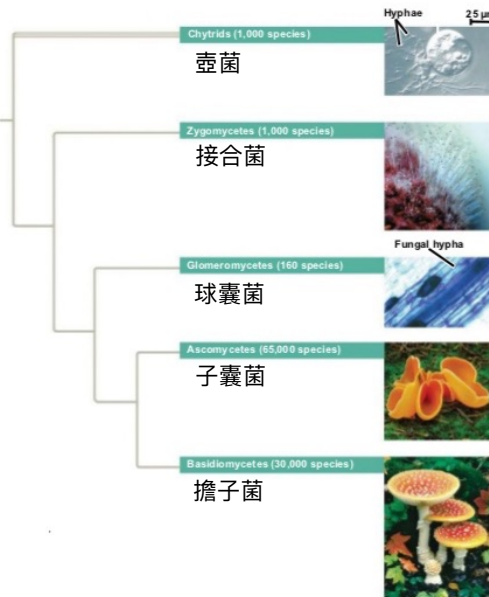 Hyphae
25 μm
Chytrids (1,000 species)
壺菌
Zygomycetes (1,000 species)
接合菌
Fungal hypha
Glomeromycetes (160 species)
球囊菌
Ascomycetes (65,000 species)
子囊菌
Basidiomycetes (30,000 species)
擔子菌